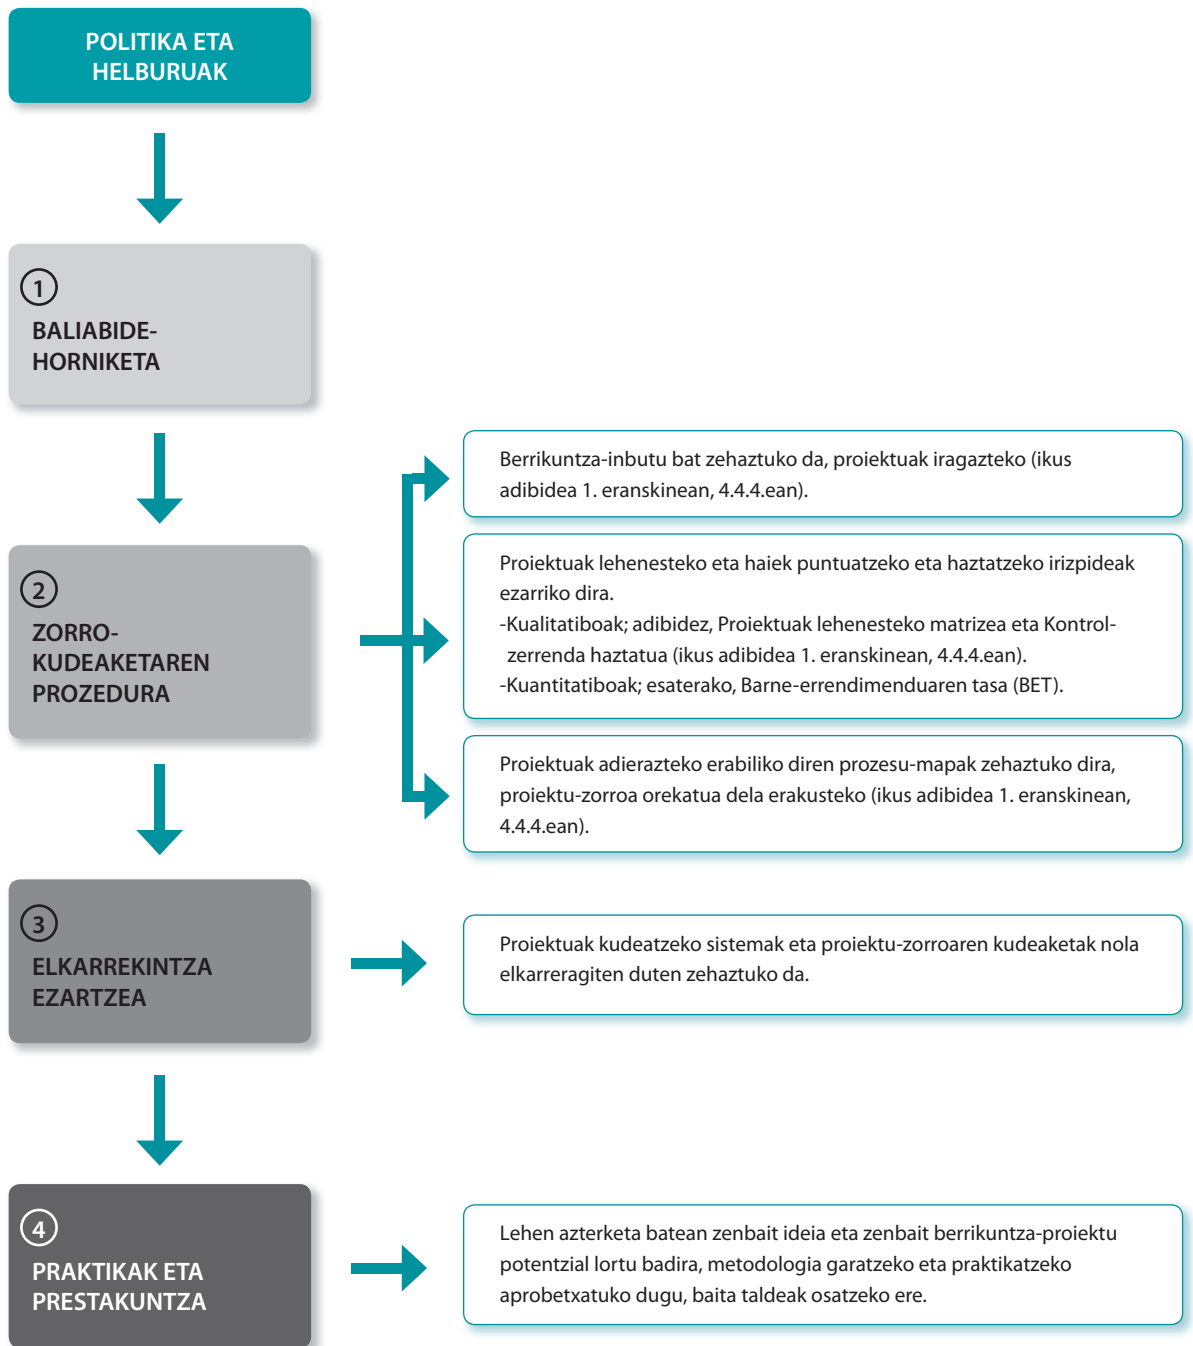 POLITIKA ETA
HELBURUAK
1
BALIABIDE-
HORNIKETA
2
ZORRO-
KUDEAKETAREN
PROZEDURA
Berrikuntza-inbutu bat zehaztuko da, proiektuak iragazteko (ikus
adibidea 1. eranskinean, 4.4.4.ean).
Proiektuak lehenesteko eta haiek puntuatzeko eta haztatzeko irizpideak
ezarriko dira.
-Kualitatiboak; adibidez, Proiektuak lehenesteko matrizea eta Kontrol-
zerrenda haztatua (ikus adibidea 1. eranskinean, 4.4.4.ean).
-Kuantitatiboak; esaterako, Barne-errendimenduaren tasa (BET).
Proiektuak adierazteko erabiliko diren prozesu-mapak zehaztuko dira,
proiektu-zorroa orekatua dela erakusteko (ikus adibidea 1. eranskinean,
4.4.4.ean).
3
ELKARREKINTZA
EZARTZEA
Proiektuak kudeatzeko sistemak eta proiektu-zorroaren kudeaketak nola
elkarreragiten duten zehaztuko da.
4
PRAKTIKAK ETA
PRESTAKUNTZA
Lehen azterketa batean zenbait ideia eta zenbait berrikuntza-proiektu
potentzial lortu badira, metodologia garatzeko eta praktikatzeko
aprobetxatuko dugu, baita taldeak osatzeko ere.